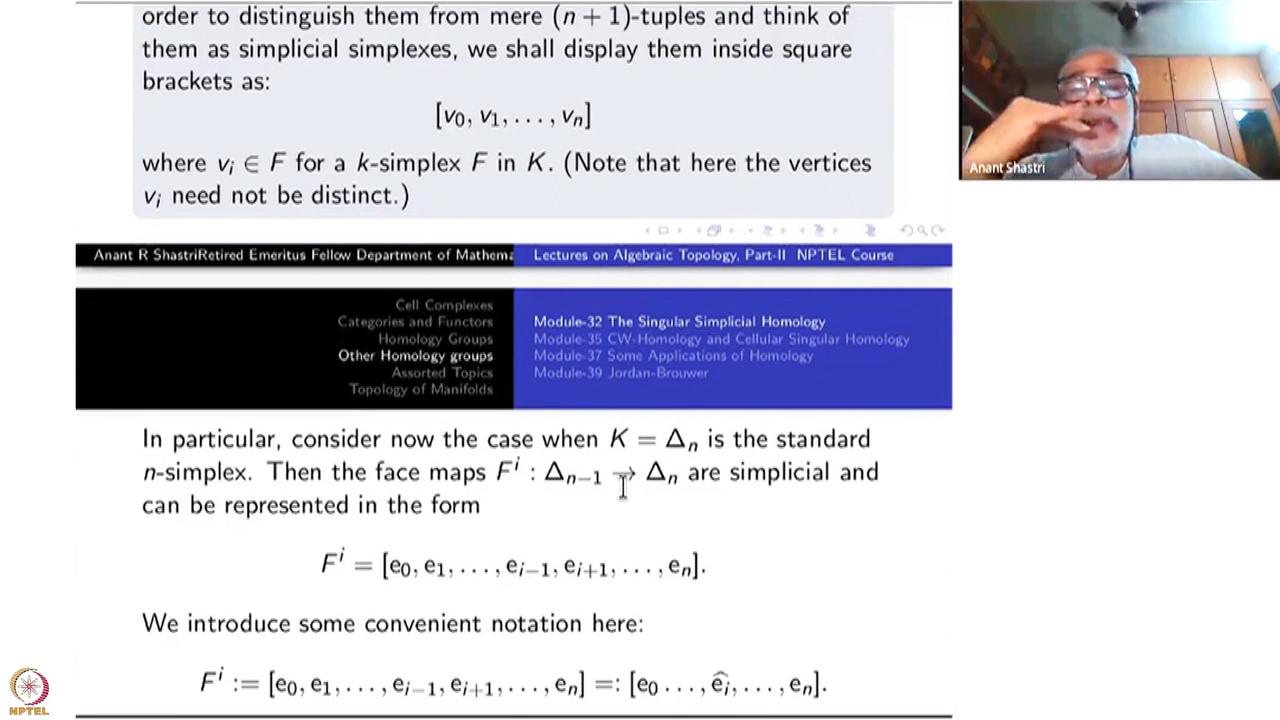 order to distinguish them from mere (n + 1)-tuples and think of
them as simplicial simplexes, we shall display them inside square
brackets as:
[v₀, v₁, . . . , vₙ]
where vᵢ ∈ F for a k-simplex F in K. (Note that here the vertices
vᵢ need not be distinct.)
Anant Shastri
Anant R ShastriRetired Emeritus Fellow Department of Mathema
Lectures on Algebraic Topology, Part-II NPTEL Course
Cell Complexes
Categories and Functors
Homology Groups
Other Homology groups
Assorted Topics
Topology of Manifolds
Module-32 The Singular Simplicial Homology
Module-35 CW-Homology and Cellular Singular Homology
Module-37 Some Applications of Homology
Module-39 Jordan-Brouwer
In particular, consider now the case when K = Δₙ is the standard
n-simplex. Then the face maps Fⁱ : Δₙ₋₁ → Δₙ are simplicial and
can be represented in the form
Fⁱ = [e₀, e₁, . . . , eᵢ₋₁, eᵢ₊₁, . . . , eₙ].
We introduce some convenient notation here:
Fⁱ := [e₀, e₁, . . . , eᵢ₋₁, eᵢ₊₁, . . . , eₙ] =: [e₀ . . . , êᵢ, . . . , eₙ].
NPTEL